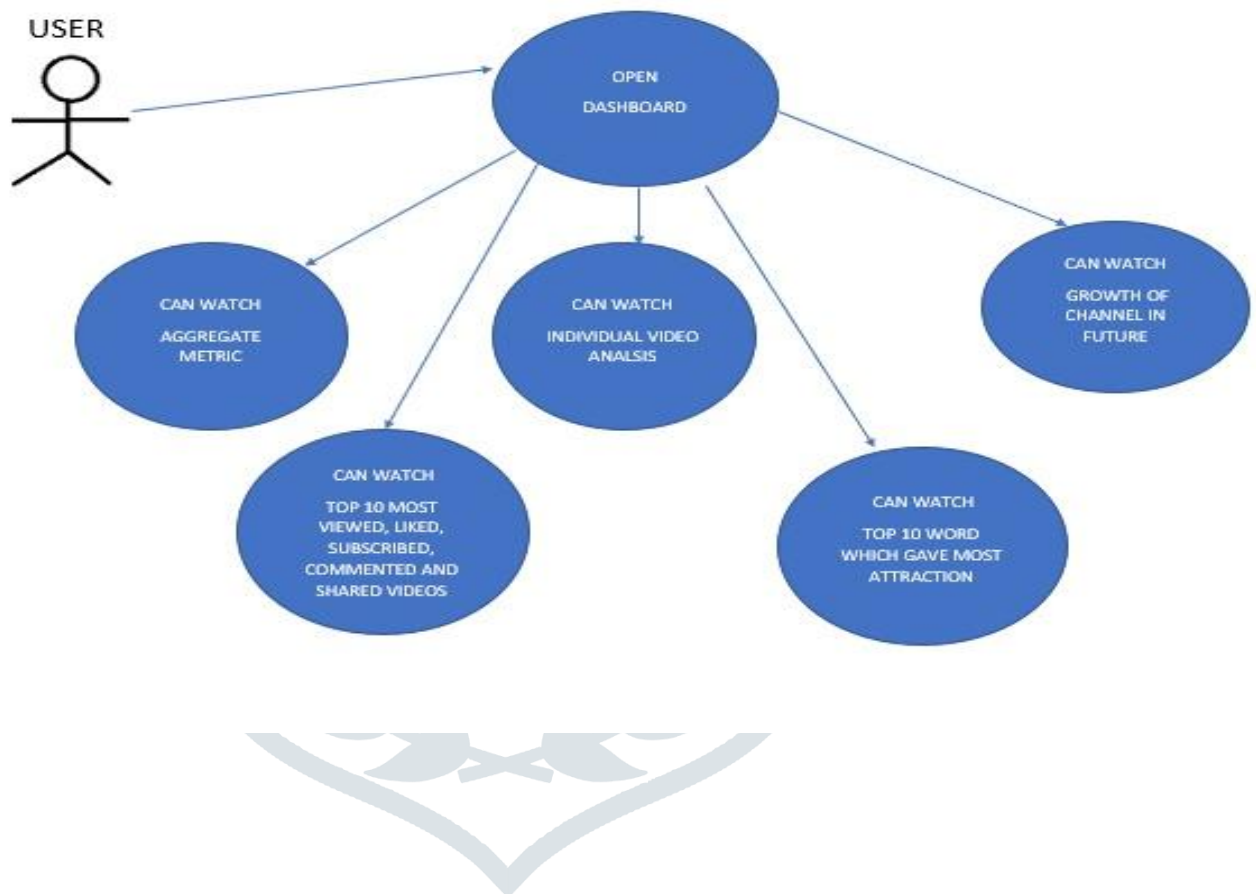 USER
OPEN
DASHBOARD
CAN WATCH
AGGREGATE
METRIC
CAN WATCH
INDIVIDUAL VIDEO
ANALSIS
CAN WATCH
GROWTH OF
CHANNEL IN
FUTURE
CAN WATCH
TOP 10 MOST
VIEWED, LIKED,
SUBSCRIBED,
COMMENTED AND
SHARED VIDEOS
CAN WATCH
TOP 10 WORD
WHICH GAVE MOST
ATTRACTION